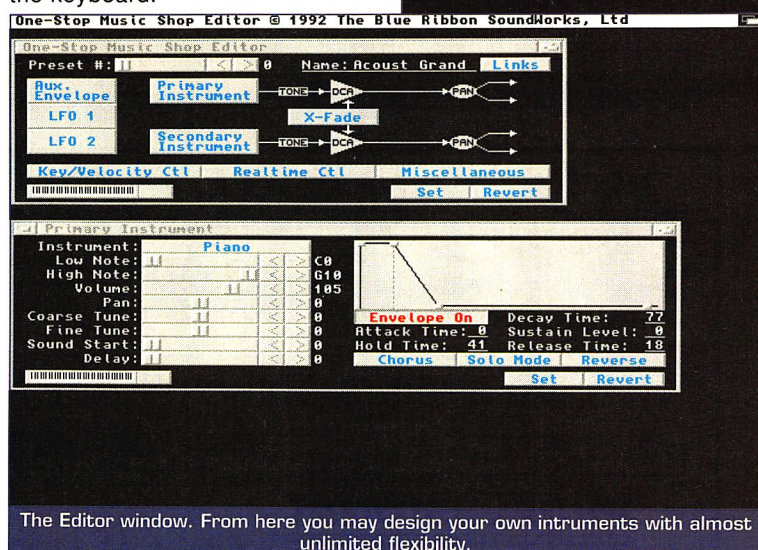 the keyboard.
One-Stop Music Shop Editor © 1992 The Blue Ribbon SoundWorks, Ltd
One-Stop Music Shop Editor
Preset #: < > 0 Name: Acoust Grand Links
Aux. Envelope
Primary Instrument TONE DCA PAN
LFO 1
X-Fade
LFO 2
Secondary Instrument TONE DCA PAN
Key/Velocity Ctl Realtime Ctl Miscellaneous
Set Revert
Primary Instrument
Instrument: Piano
Low Note: < > C0
High Note: < > G10
Volume: < > 105
Pan: < > 0
Coarse Tune: < > 0
Fine Tune: < > 0
Sound Start: < > 0
Delay: < > 0
Envelope On Decay Time: 77
Attack Time: 0 Sustain Level: 0
Hold Time: 41 Release Time: 18
Chorus Solo Mode Reverse
Set Revert
The Editor window. From here you may design your own intruments with almost
unlimited flexibility.